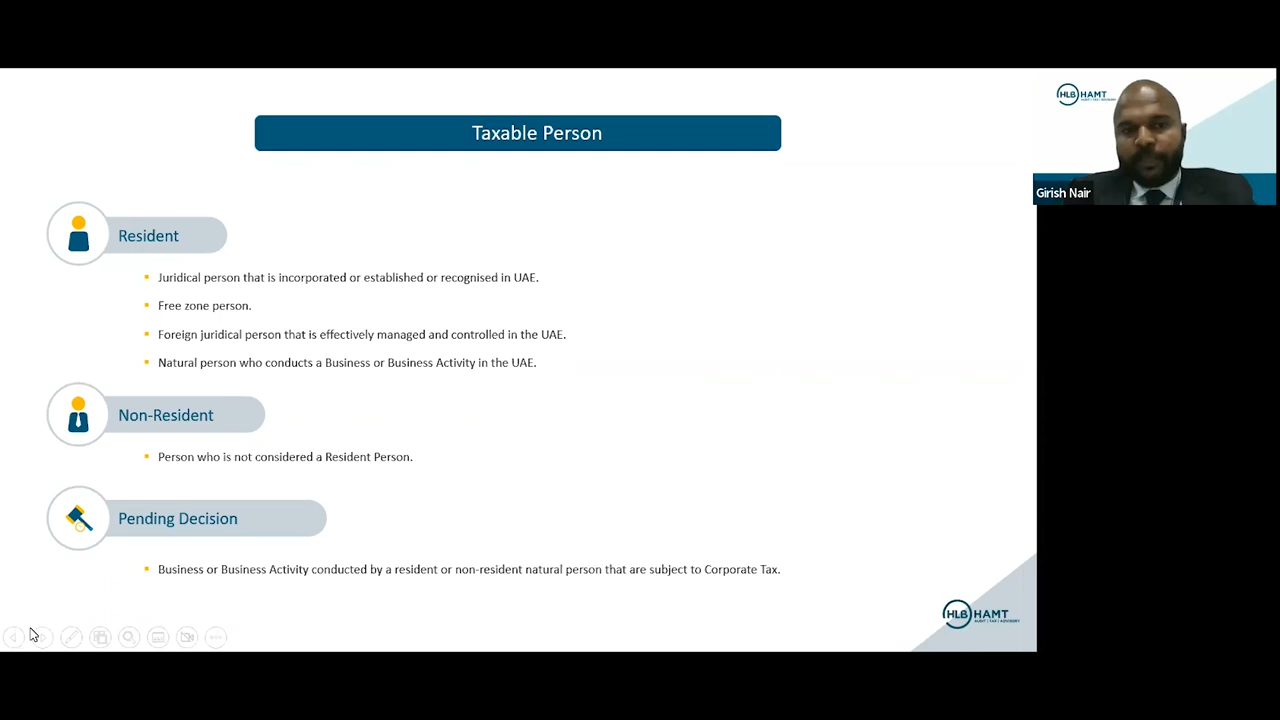 Taxable Person
HLB HAMT
Girish Nair
Resident
Juridical person that is incorporated or established or recognised in UAE.
Free zone person.
Foreign juridical person that is effectively managed and controlled in the UAE.
Natural person who conducts a Business or Business Activity in the UAE.
Non-Resident
Person who is not considered a Resident Person.
Pending Decision
Business or Business Activity conducted by a resident or non-resident natural person that are subject to Corporate Tax.
HLB HAMT
AUDIT | TAX | ADVISORY